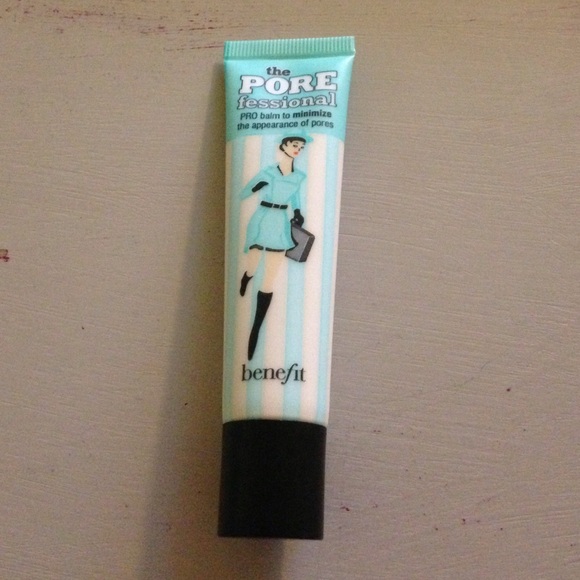 the
PORE
fessional
PRO balm to minimize
the appearance of pores
benefit